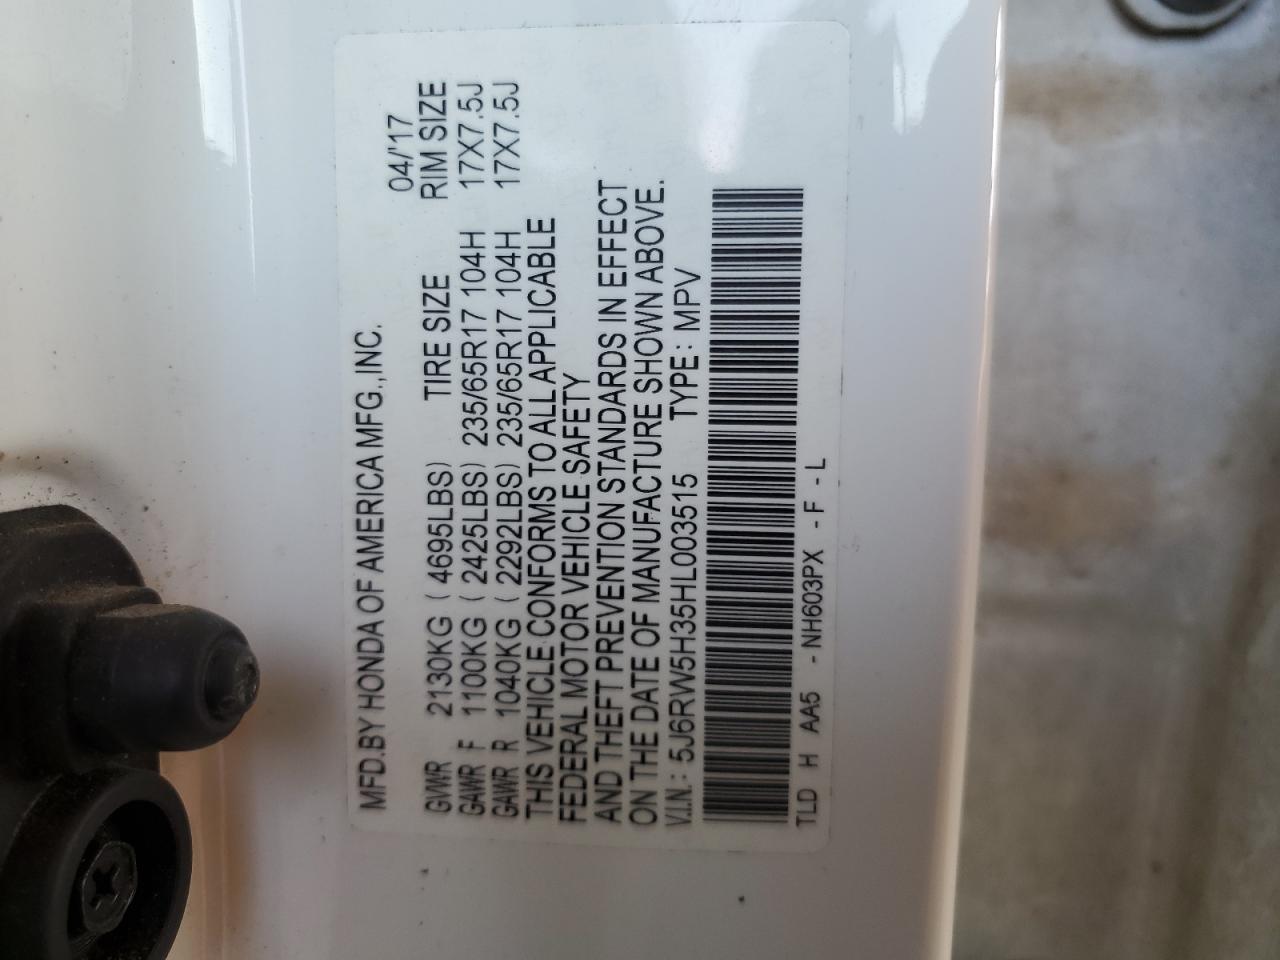 MFD.BY HONDA OF AMERICA MFG.,INC.
04/'17
GVWR 2130KG ( 4695LBS) TIRE SIZE RIM SIZE
GAWR F 1100KG ( 2425LBS) 235/65R17 104H 17X7.5J
GAWR R 1040KG ( 2292LBS) 235/65R17 104H 17X7.5J
THIS VEHICLE CONFORMS TO ALL APPLICABLE
FEDERAL MOTOR VEHICLE SAFETY
AND THEFT PREVENTION STANDARDS IN EFFECT
ON THE DATE OF MANUFACTURE SHOWN ABOVE.
V.I.N.: 5J6RW5H35HL003515 TYPE : MPV
TLD H AA5 - NH603PX - F - L